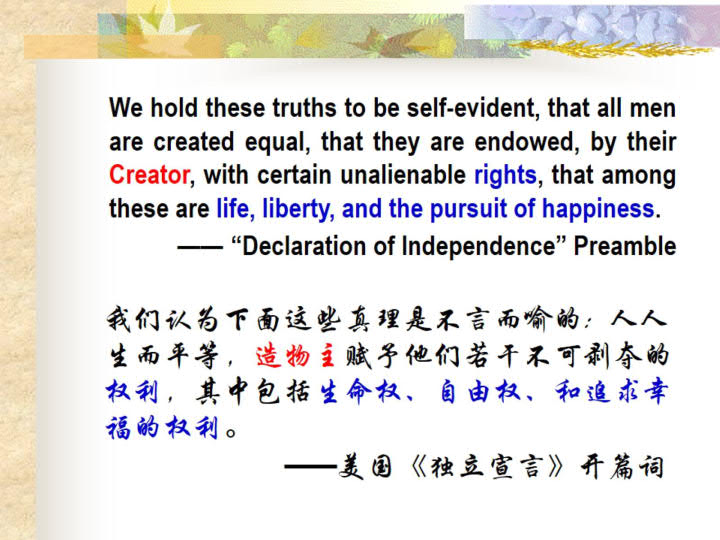 We hold these truths to be self-evident, that all men
are created equal, that they are endowed, by their
Creator, with certain unalienable rights, that among
these are life, liberty, and the pursuit of happiness.
—— “Declaration of Independence” Preamble
我们认为下面这些真理是不言而喻的：人人
生而平等，造物主赋予他们若干不可剥夺的
权利，其中包括生命权、自由权、和追求幸
福的权利。
——美国《独立宣言》开篇词